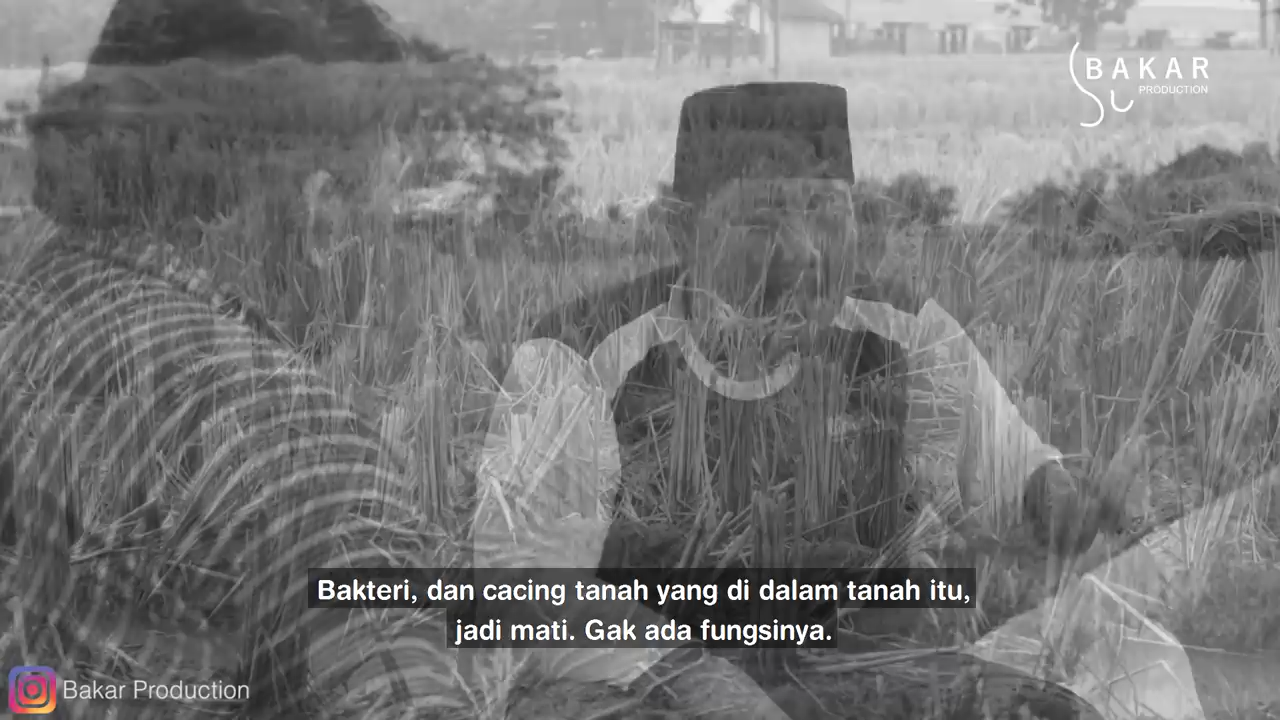 BAKAR
PRODUCTION
Bakteri, dan cacing tanah yang di dalam tanah itu,
jadi mati. Gak ada fungsinya.
Bakar Production